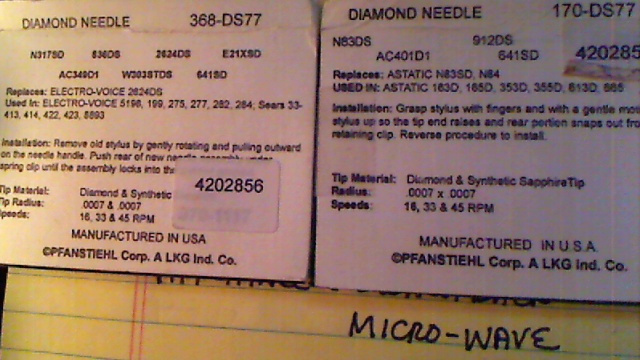 DIAMOND NEEDLE 368-DS77
N317SD 836DS 2624DS E21XSD
AC349D1 W303STDS 641SD
Replaces: ELECTRO-VOICE 2624DS
Used In: ELECTRO-VOICE 5196, 199, 275, 277, 282, 284; Sears 33-
413, 414, 422, 423, 8893
Installation: Remove old stylus by gently rotating and pulling outward
on the needle handle. Push rear of new needle assembly under
spring clip until the assembly locks into
4202856
Tip Material: Diamond & Synthetic
Tip Radius: .0007 & .0007
Speeds: 16, 33 & 45 RPM
MANUFACTURED IN USA
©PFANSTIEHL Corp. A LKG Ind. Co.
DIAMOND NEEDLE 170-DS77
N83DS 912DS
AC401D1 641SD 420285
Replaces: ASTATIC N83SD, N84
USED IN: ASTATIC 163D, 165D, 353D, 355D, 613D, 665
Installation: Grasp stylus with fingers and with a gentle
stylus up so the tip end raises and rear portion snaps out
retaining clip. Reverse procedure to install.
Tip Material: Diamond & Synthetic Sapphire Tip
Radius: .0007 x .0007
Speeds: 16, 33 & 45 RPM
MANUFACTURED IN U.S.A.
©PFANSTIEHL Corp. A LKG Ind. Co.
MICRO-WAVE